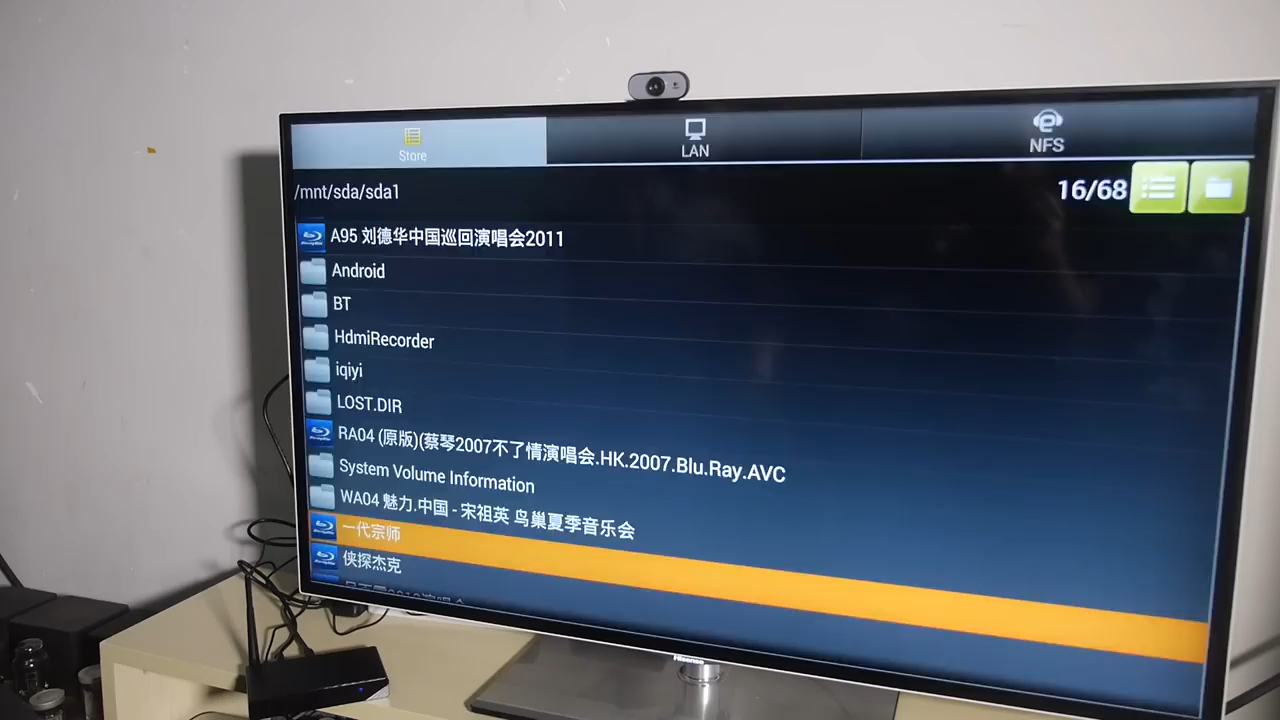 Store
LAN
NFS
/mnt/sda/sda1
16/68
A95 刘德华中国巡回演唱会2011
Android
BT
HdmiRecorder
iqiyi
LOST.DIR
RA04 (原版)(蔡琴2007不了情演唱会.HK.2007.Blu.Ray.AVC
System Volume Information
WA04 魅力.中国 - 宋祖英 鸟巢夏季音乐会
一代宗师
侠探杰克
Hisense